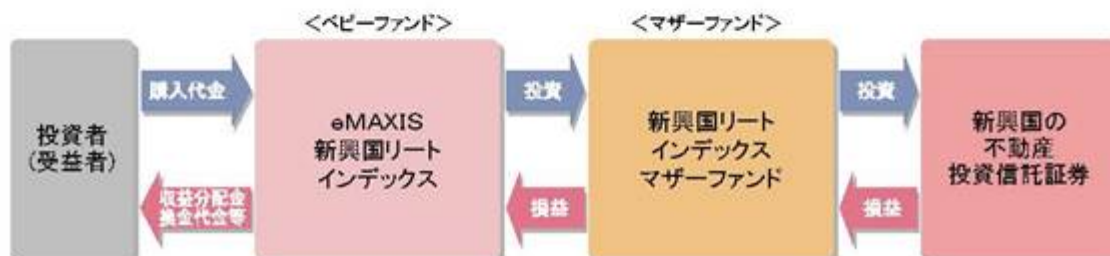 ＜ベビーファンド＞
＜マザーファンド＞
投資者
(受益者)
購入代金
収益分配金
換金代金等
eMAXIS
新興国リート
インデックス
投資
損益
新興国リート
インデックス
マザーファンド
投資
損益
新興国の
不動産
投資信託証券